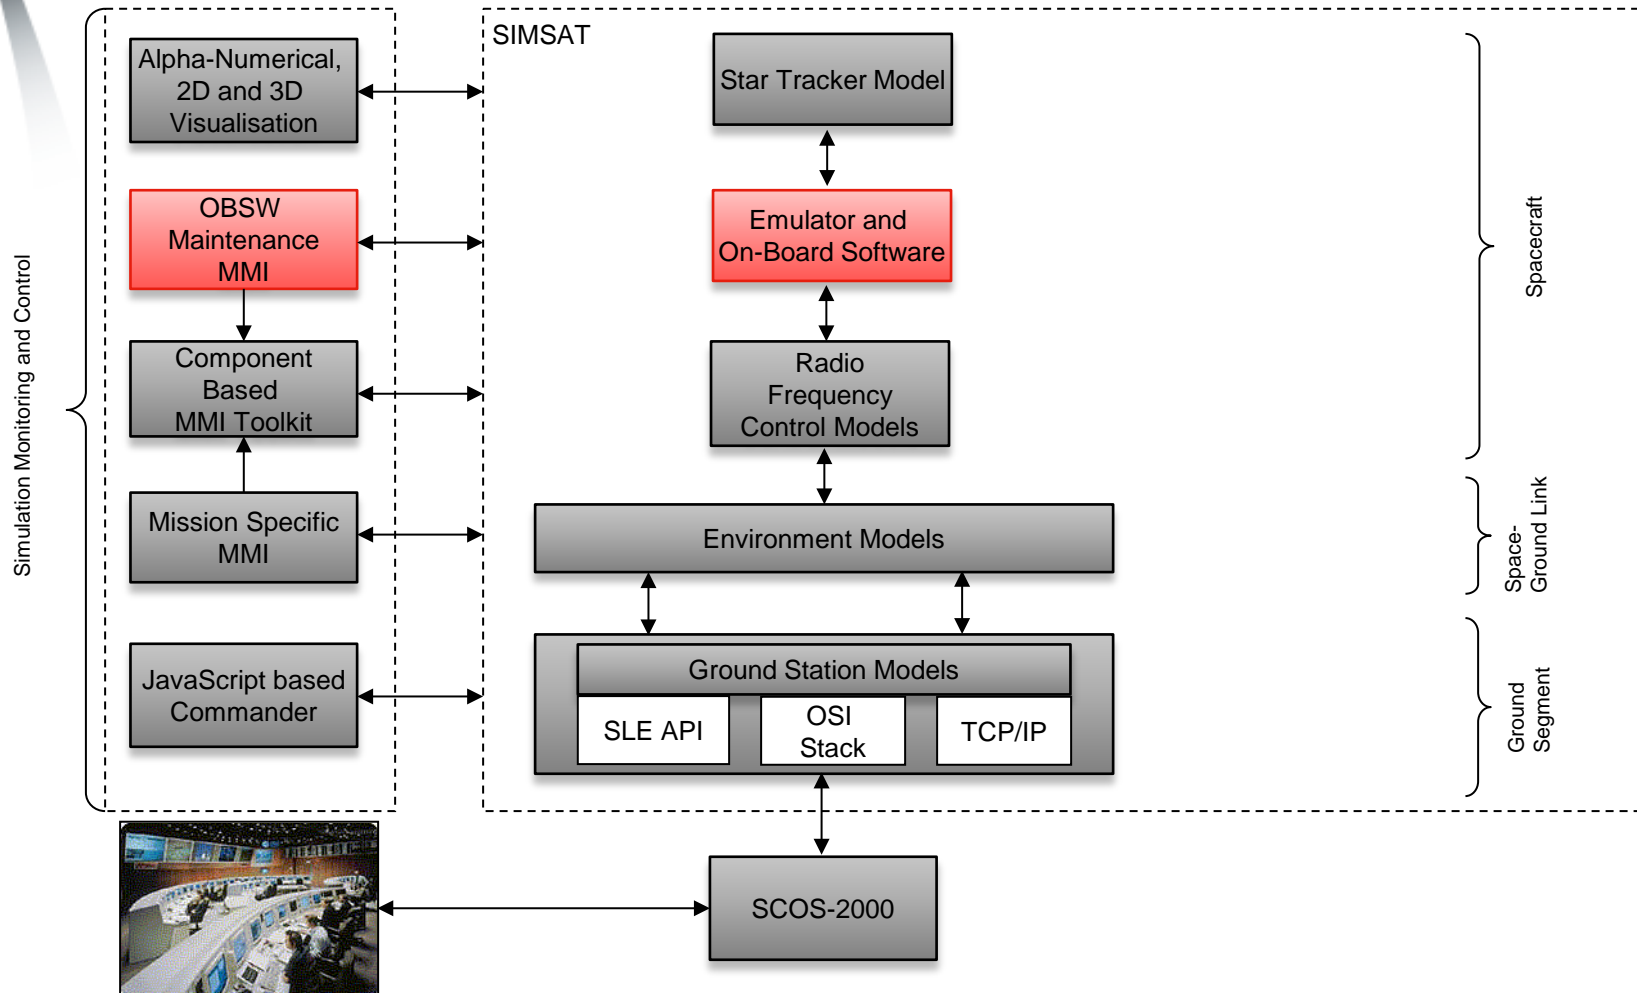 SIMSAT
Alpha-Numerical,
2D and 3D
Visualisation
OBSW
Maintenance
MMI
Component
Based
MMI Toolkit
Mission Specific
MMI
JavaScript based
Commander
Simulation Monitoring and Control
Star Tracker Model
Emulator and
On-Board Software
Radio
Frequency
Control Models
Environment Models
Ground Station Models
SLE API
OSI
Stack
TCP/IP
SCOS-2000
Spacecraft
Space-
Ground Link
Ground
Segment